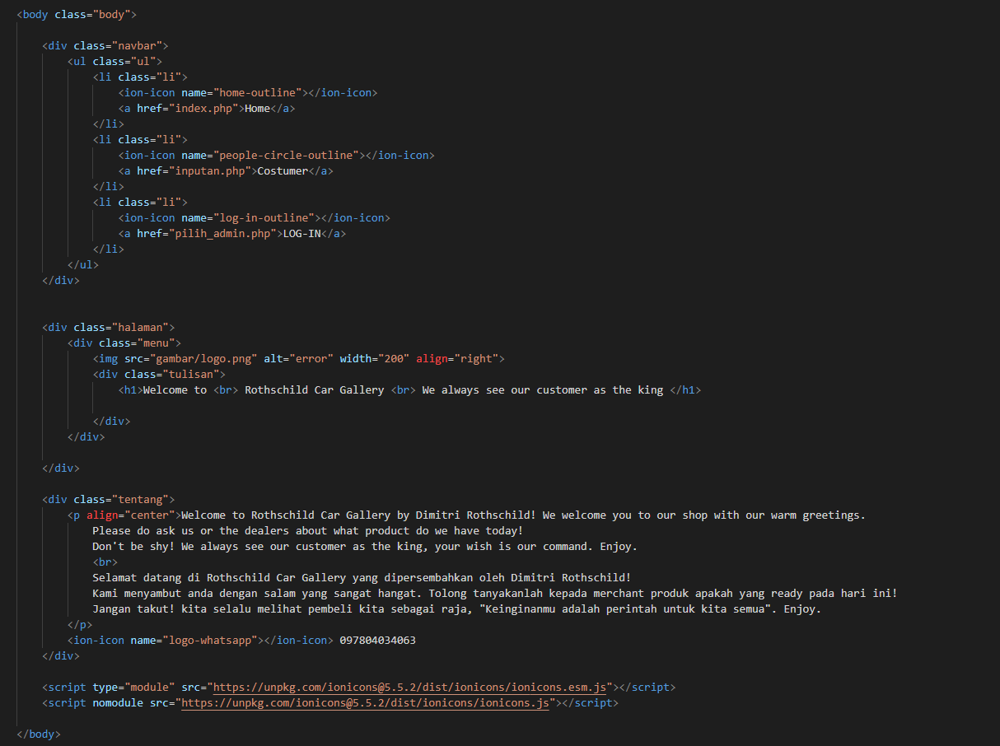 <body class="body">
<div class="navbar">
<ul class="ul">
<li class="li">
<ion-icon name="home-outline"></ion-icon>
<a href="index.php">Home</a>
</li>
<li class="li">
<ion-icon name="people-circle-outline"></ion-icon>
<a href="inputan.php">Costumer</a>
</li>
<li class="li">
<ion-icon name="log-in-outline"></ion-icon>
<a href="pilih_admin.php">LOG-IN</a>
</li>
</ul>
</div>
<div class="halaman">
<div class="menu">
<img src="gambar/logo.png" alt="error" width="200" align="right">
<div class="tulisan">
<h1>Welcome to <br> Rothschild Car Gallery <br> We always see our customer as the king </h1>
</div>
</div>
</div>
<div class="tentang">
<p align="center">Welcome to Rothschild Car Gallery by Dimitri Rothschild! We welcome you to our shop with our warm greetings.
Please do ask us or the dealers about what product do we have today!
Don't be shy! We always see our customer as the king, your wish is our command. Enjoy.
<br>
Selamat datang di Rothschild Car Gallery yang dipersembahkan oleh Dimitri Rothschild!
Kami menyambut anda dengan salam yang sangat hangat. Tolong tanyakanlah kepada merchant produk apakah yang ready pada hari ini!
Jangan takut! kita selalu melihat pembeli kita sebagai raja, "Keinginanmu adalah perintah untuk kita semua". Enjoy.
</p>
<ion-icon name="logo-whatsapp"></ion-icon> 097804034063
</div>
<script type="module" src="https://unpkg.com/ionicons@5.5.2/dist/ionicons/ionicons.esm.js"></script>
<script nomodule src="https://unpkg.com/ionicons@5.5.2/dist/ionicons/ionicons.js"></script>
</body>